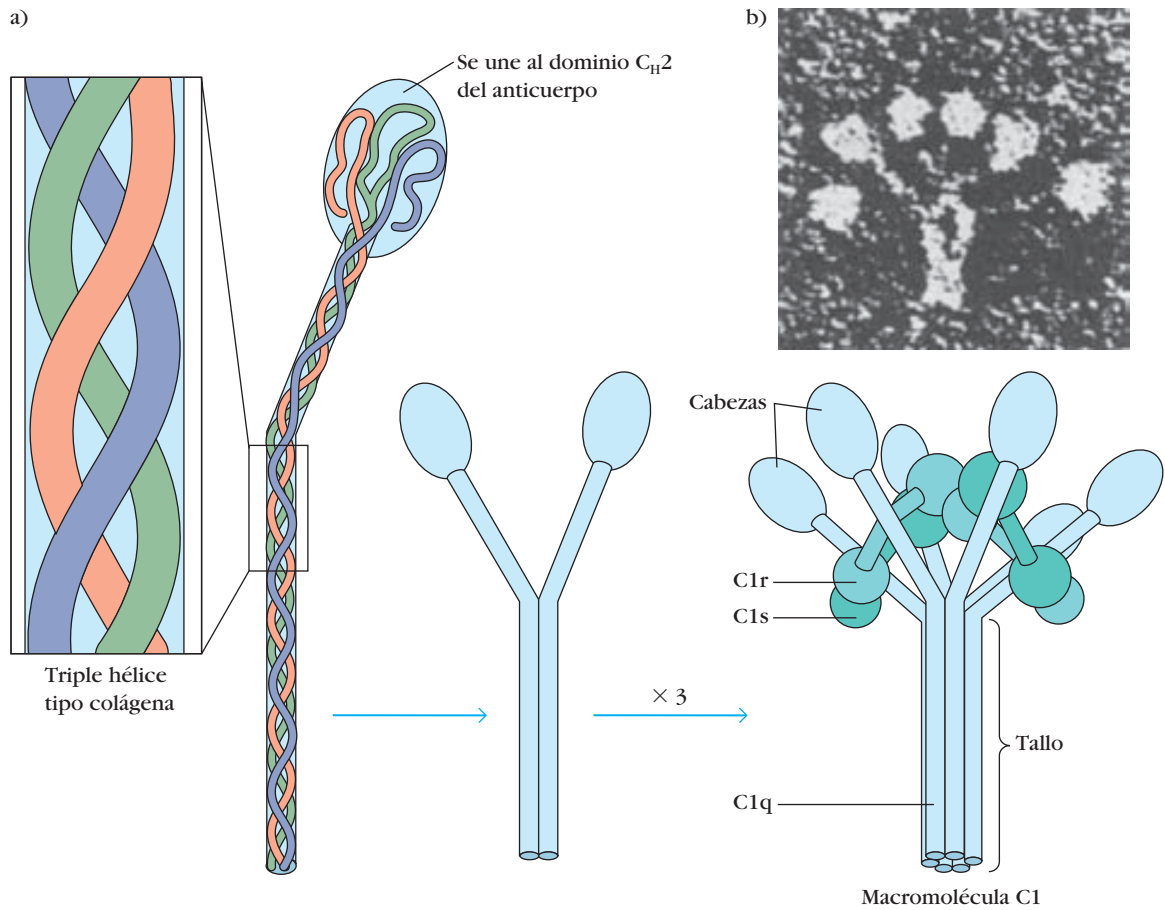 a)
b)
Se une al dominio CH2
del anticuerpo
Triple hélice
tipo colágena
× 3
Cabezas
C1r
C1s
C1q
Tallo
Macromolécula C1